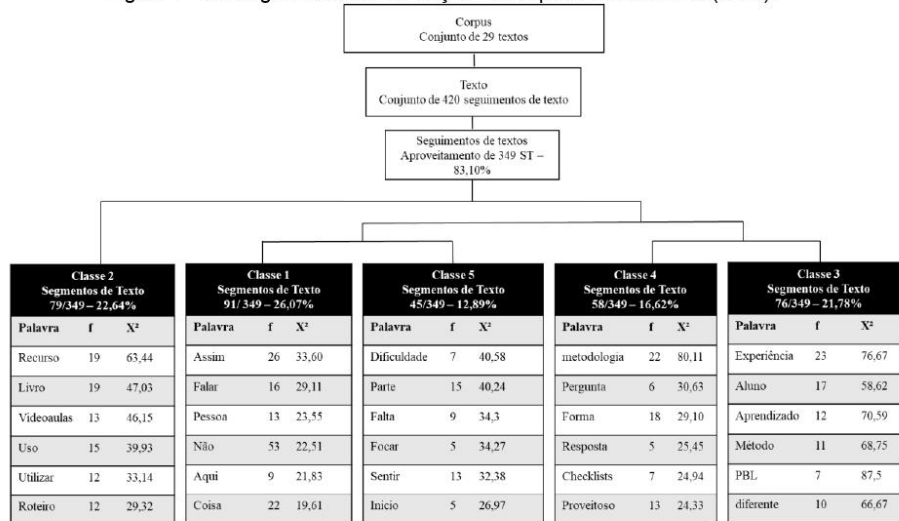 Corpus
Conjunto de 29 textos
Texto
Conjunto de 420 seguimentos de texto
Seguimentos de textos
Aproveitamento de 349 ST –
83,10%
Classe 2
Segmentos de Texto
79/349 – 22,64%
Palavra f X²
Recurso 19 63,44
Livro 19 47,03
Videoaulas 13 46,15
Uso 15 39,93
Utilizar 12 33,14
Roteiro 12 29,32
Classe 1
Segmentos de Texto
91/ 349 – 26,07%
Palavra f X²
Assim 26 33,60
Falar 16 29,11
Pessoa 13 23,55
Não 53 22,51
Aqui 9 21,83
Coisa 22 19,61
Classe 5
Segmentos de Texto
45/349 – 12,89%
Palavra f X²
Dificuldade 7 40,58
Parte 15 40,24
Falta 9 34,3
Focar 5 34,27
Sentir 13 32,38
Inicio 5 26,97
Classe 4
Segmentos de Texto
58/349 – 16,62%
Palavra f X²
metodologia 22 80,11
Pergunta 6 30,63
Forma 18 29,10
Resposta 5 25,45
Checklists 7 24,94
Proveitoso 13 24,33
Classe 3
Segmentos de Texto
76/349 – 21,78%
Palavra f X²
Experiência 23 76,67
Aluno 17 58,62
Aprendizado 12 70,59
Método 11 68,75
PBL 7 87,5
diferente 10 66,67